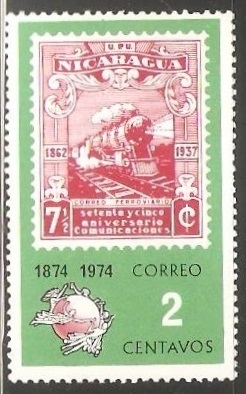 U.P.U.
NICARAGUA
1862 1937
CORREO FERROVIARIO
7½ ¢
Setenta y cinco
aniversario
Comunicaciones
1874 1974 CORREO
2
CENTAVOS